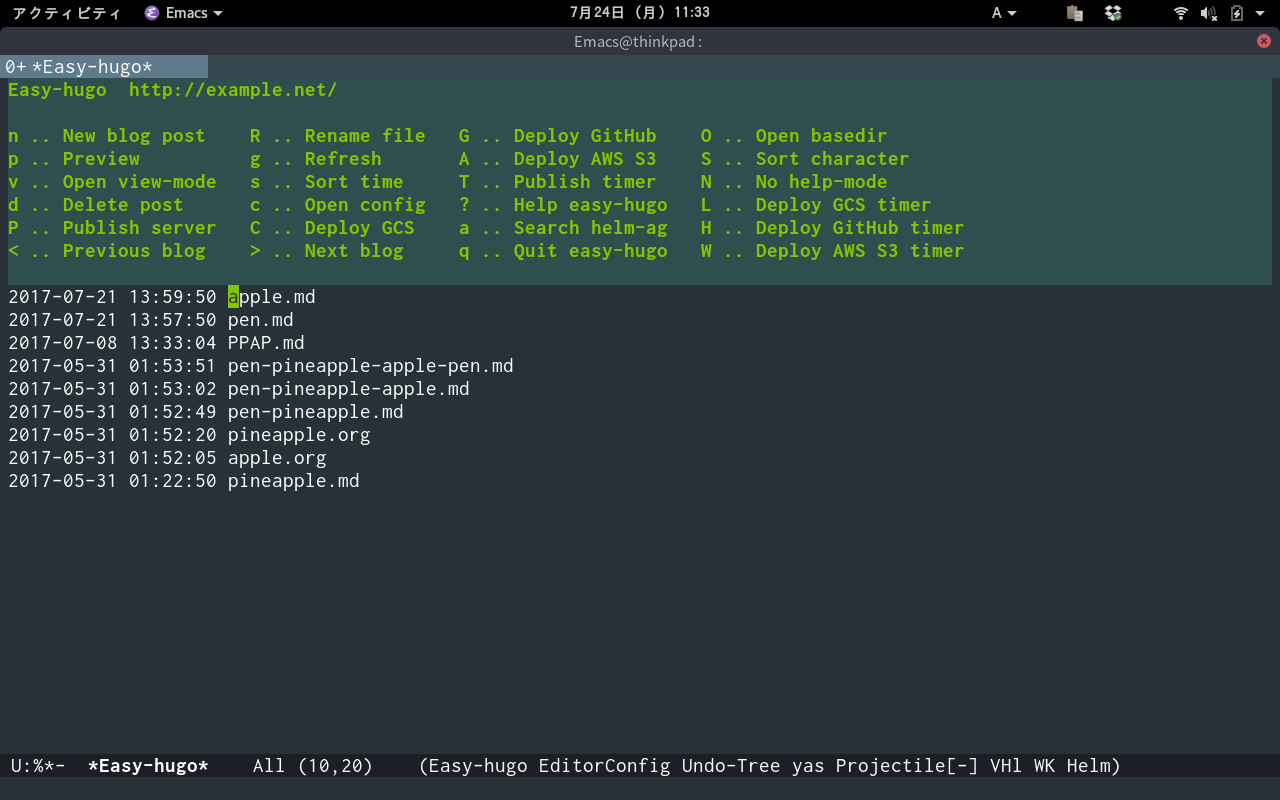 アクティビティ Emacs 7月24日 (月) 11:33 A
Emacs@thinkpad:
0+ *Easy-hugo*
Easy-hugo  http://example.net/
n .. New blog post    R .. Rename file   G .. Deploy GitHub    O .. Open basedir
p .. Preview          g .. Refresh       A .. Deploy AWS S3    S .. Sort character
v .. Open view-mode   s .. Sort time     T .. Publish timer    N .. No help-mode
d .. Delete post      c .. Open config   ? .. Help easy-hugo   L .. Deploy GCS timer
P .. Publish server   C .. Deploy GCS    a .. Search helm-ag   H .. Deploy GitHub timer
< .. Previous blog    > .. Next blog     q .. Quit easy-hugo   W .. Deploy AWS S3 timer
2017-07-21 13:59:50 apple.md
2017-07-21 13:57:50 pen.md
2017-07-08 13:33:04 PPAP.md
2017-05-31 01:53:51 pen-pineapple-apple-pen.md
2017-05-31 01:53:02 pen-pineapple-apple.md
2017-05-31 01:52:49 pen-pineapple.md
2017-05-31 01:52:20 pineapple.org
2017-05-31 01:52:05 apple.org
2017-05-31 01:22:50 pineapple.md
U:%*-  *Easy-hugo*    All (10,20)    (Easy-hugo EditorConfig Undo-Tree yas Projectile[-] VHl WK Helm)